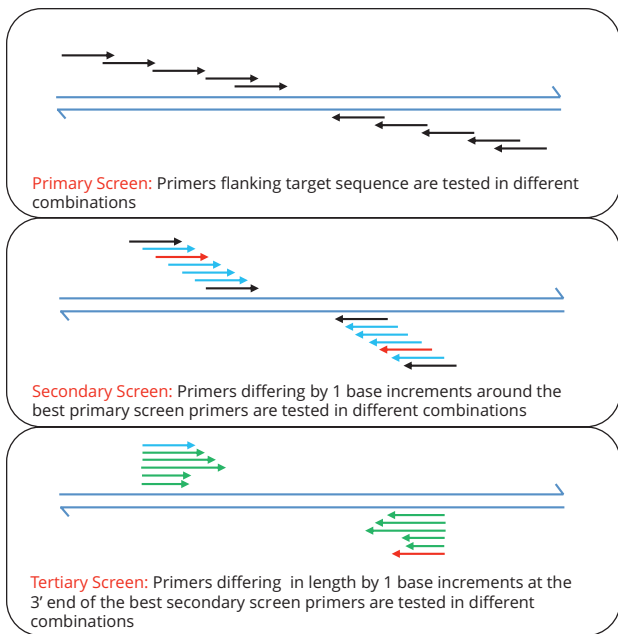 Primary Screen: Primers flanking target sequence are tested in different
combinations
Secondary Screen: Primers differing by 1 base increments around the
best primary screen primers are tested in different combinations
Tertiary Screen: Primers differing  in length by 1 base increments at the
3’ end of the best secondary screen primers are tested in different
combinations